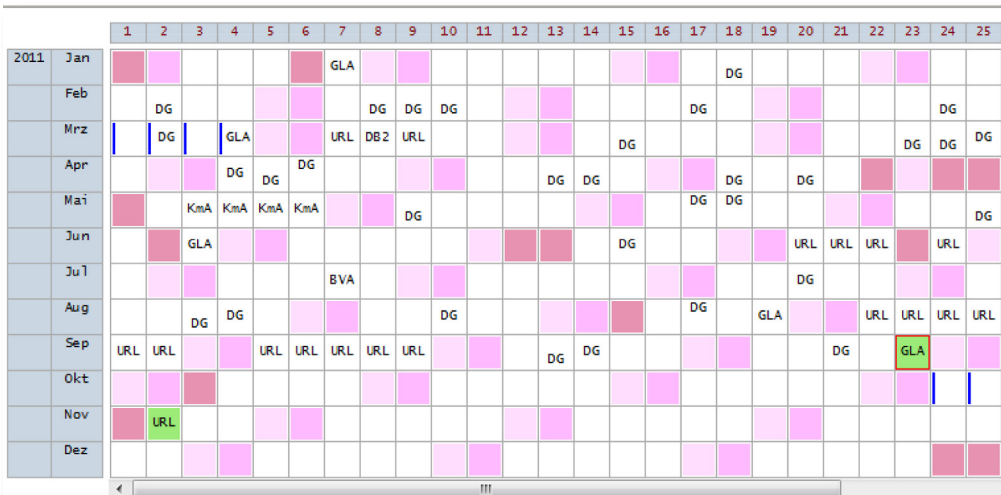 1 2 3 4 5 6 7 8 9 10 11 12 13 14 15 16 17 18 19 20 21 22 23 24 25
2011 Jan GLA DG
Feb DG DG DG DG DG DG
Mrz DG GLA URL DB2 URL DG DG DG DG
Apr DG DG DG DG DG DG DG
Mai KmA KmA KmA KmA DG DG DG DG
Jun GLA DG URL URL URL URL
Jul BVA DG
Aug DG DG DG DG GLA URL URL URL URL
Sep URL URL URL URL URL URL URL DG DG DG GLA
Okt
Nov URL
Dez